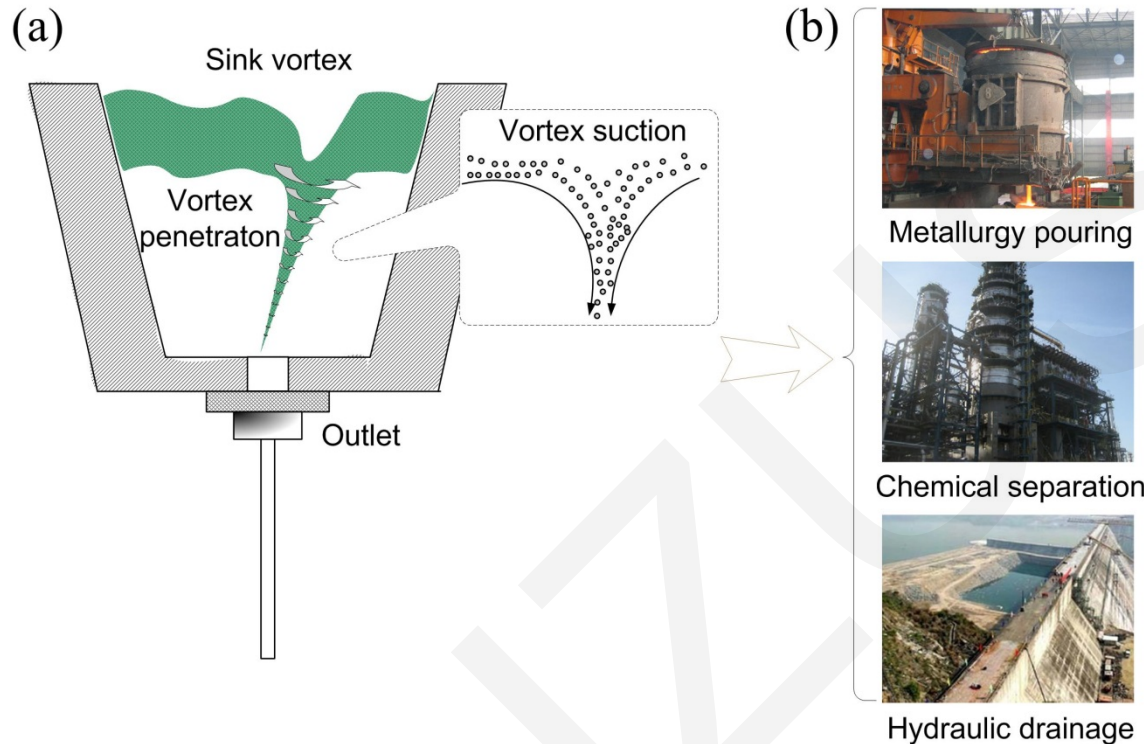 (a)
Sink vortex
Vortex
penetraton
Vortex suction
Outlet
(b)
Metallurgy pouring
Chemical separation
Hydraulic drainage